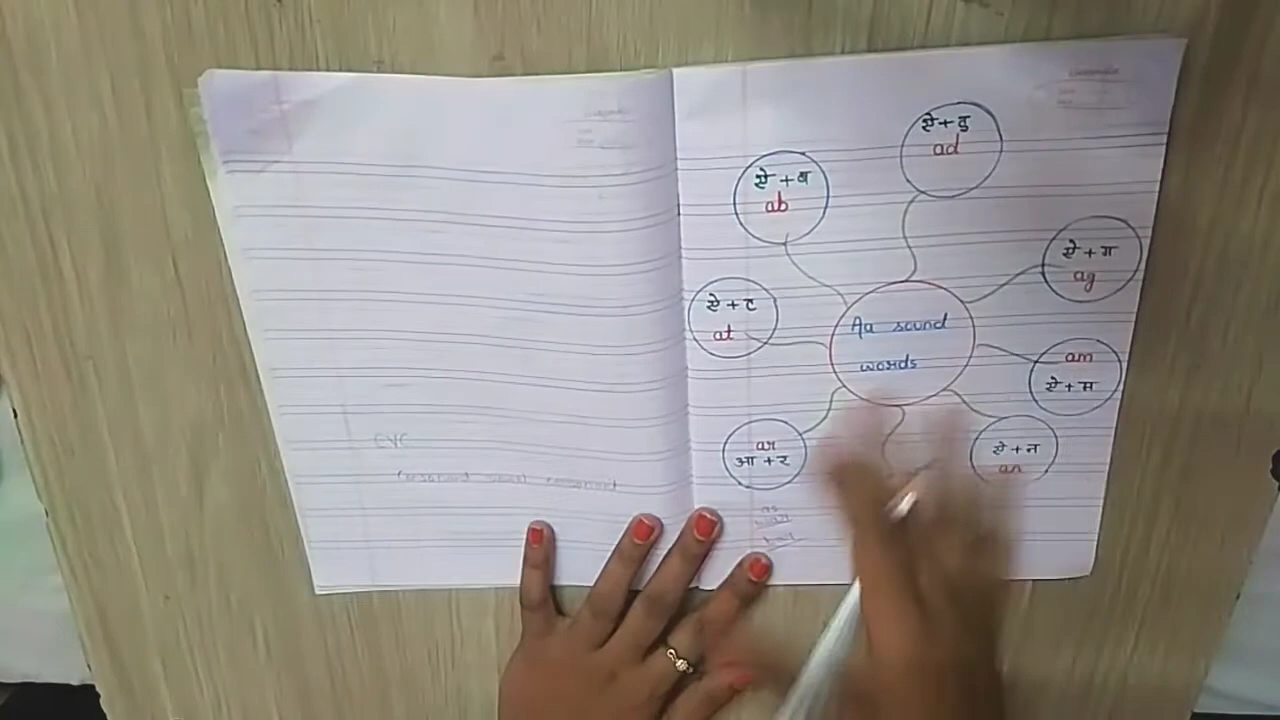 ऐ + ड
ad
ऐ + ब
ab
ऐ + ग
ag
ऐ + ट
at
Aa sound
words
am
ऐ + म
ar
आ + र
ऐ + न
an
CVC